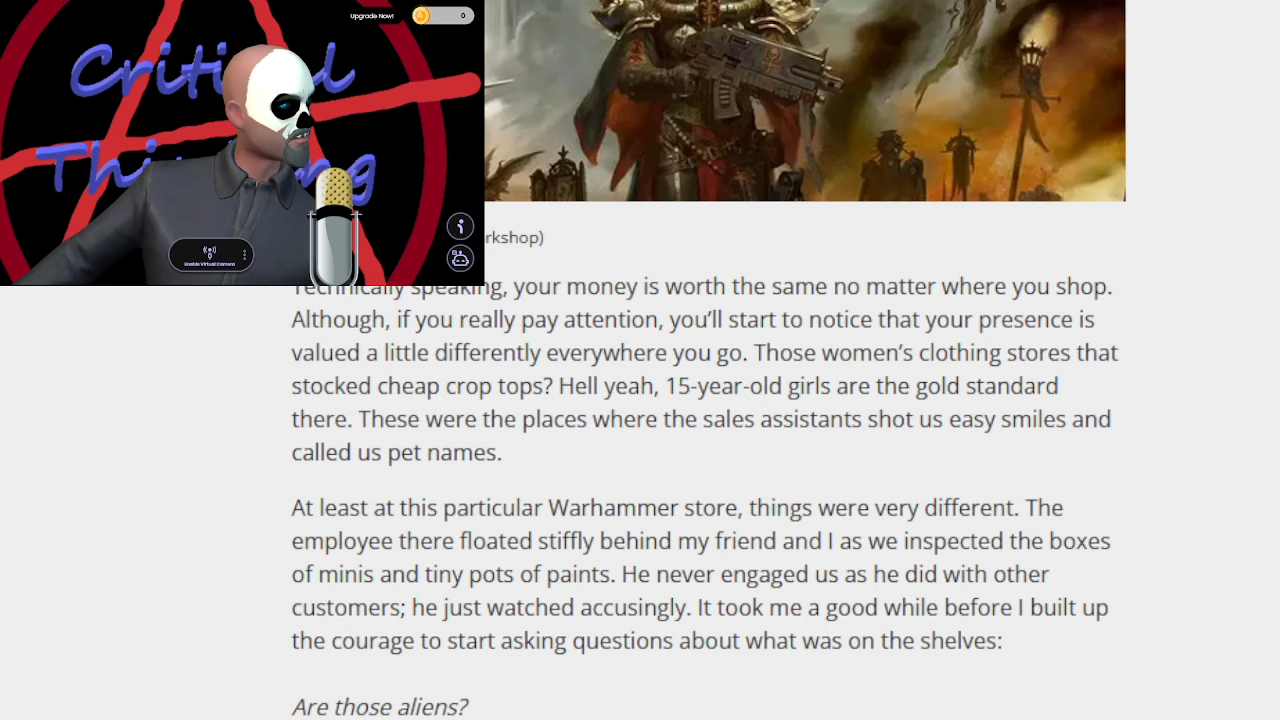 Upgrade Now!
0
Criti
Thi
ng
Enable Virtual Camera
rkshop)
Technically speaking, your money is worth the same no matter where you shop.
Although, if you really pay attention, you’ll start to notice that your presence is
valued a little differently everywhere you go. Those women’s clothing stores that
stocked cheap crop tops? Hell yeah, 15-year-old girls are the gold standard
there. These were the places where the sales assistants shot us easy smiles and
called us pet names.
At least at this particular Warhammer store, things were very different. The
employee there floated stiffly behind my friend and I as we inspected the boxes
of minis and tiny pots of paints. He never engaged us as he did with other
customers; he just watched accusingly. It took me a good while before I built up
the courage to start asking questions about what was on the shelves:
Are those aliens?